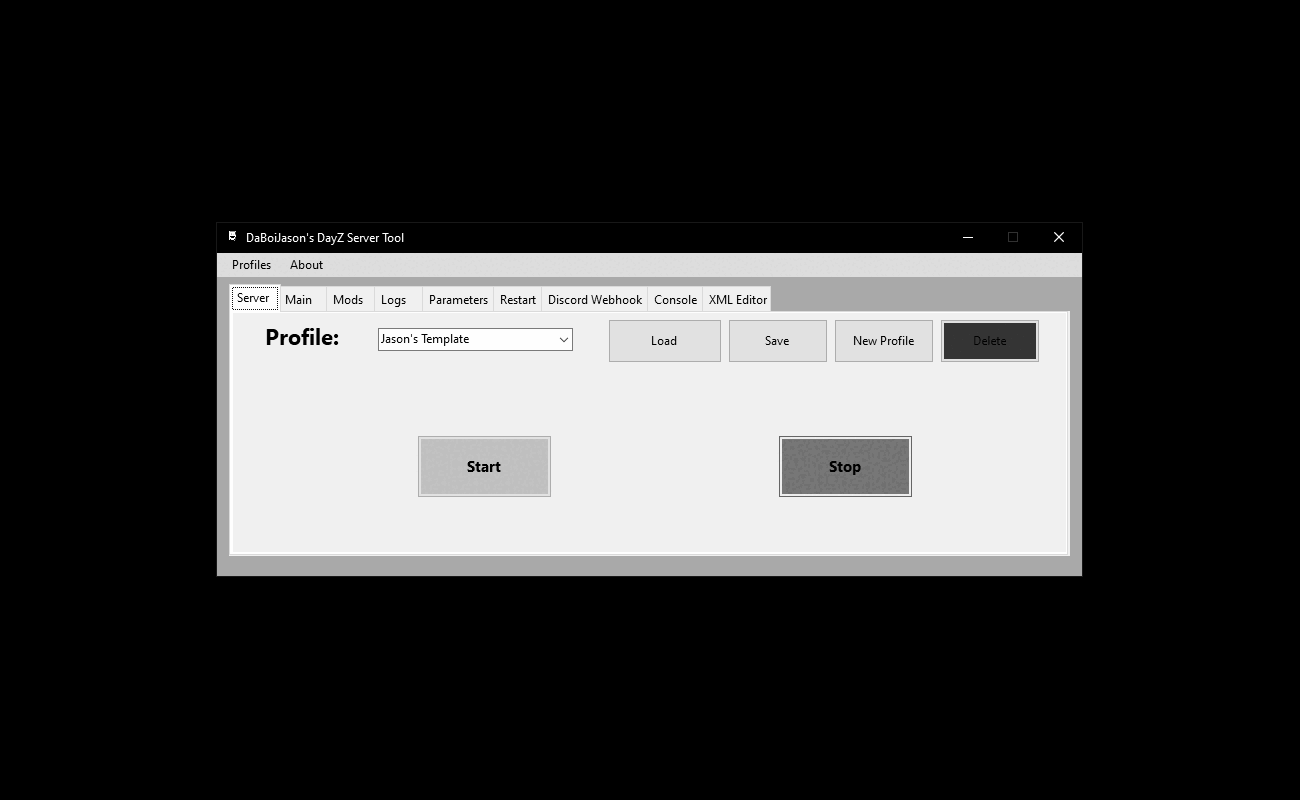 DaBoiJason's DayZ Server Tool
Profiles About
Server Main Mods Logs Parameters Restart Discord Webhook Console XML Editor
Profile: Jason's Template Load Save New Profile Delete
Start Stop